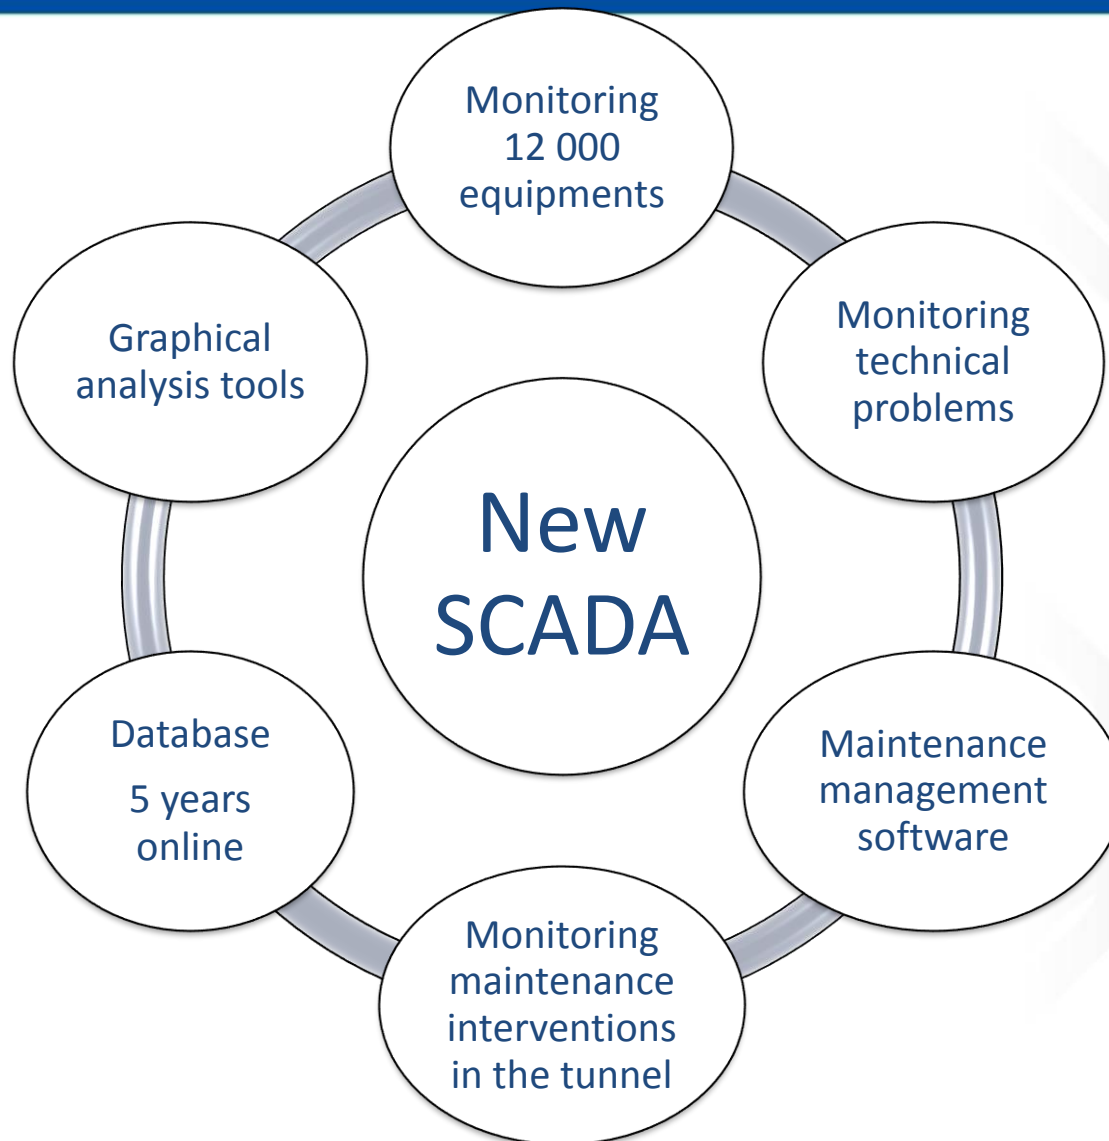 Monitoring
12 000
equipments
Monitoring
technical
problems
Maintenance
management
software
Monitoring
maintenance
interventions
in the tunnel
Database
5 years
online
Graphical
analysis tools
New
SCADA